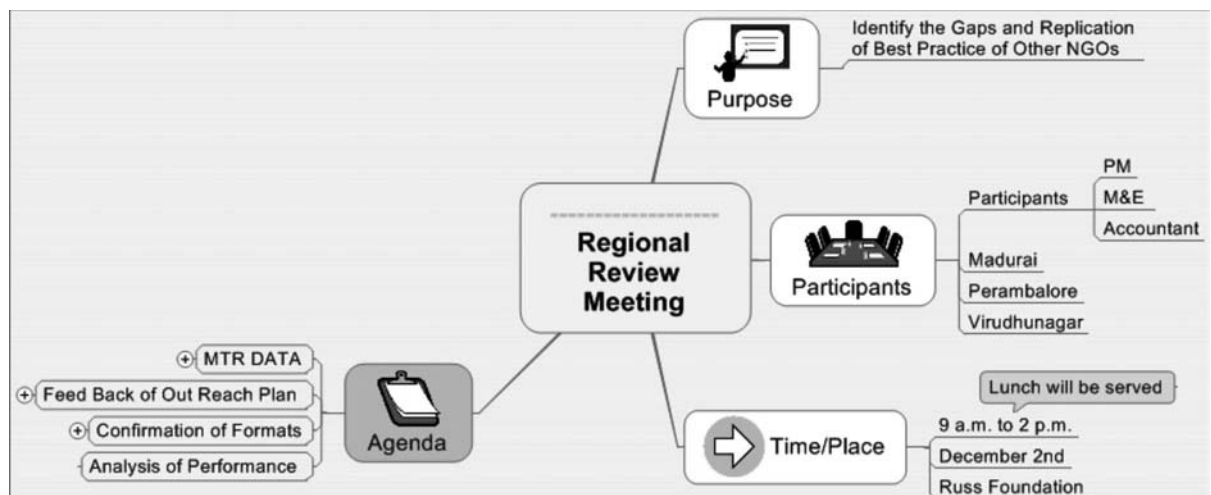 Identify the Gaps and Replication
of Best Practice of Other NGOs
Purpose
Regional
Review
Meeting
Participants
Participants
PM
M&E
Accountant
Madurai
Perambalore
Virudhunagar
Time/Place
Lunch will be served
9 a.m. to 2 p.m.
December 2nd
Russ Foundation
Agenda
MTR DATA
Feed Back of Out Reach Plan
Confirmation of Formats
Analysis of Performance